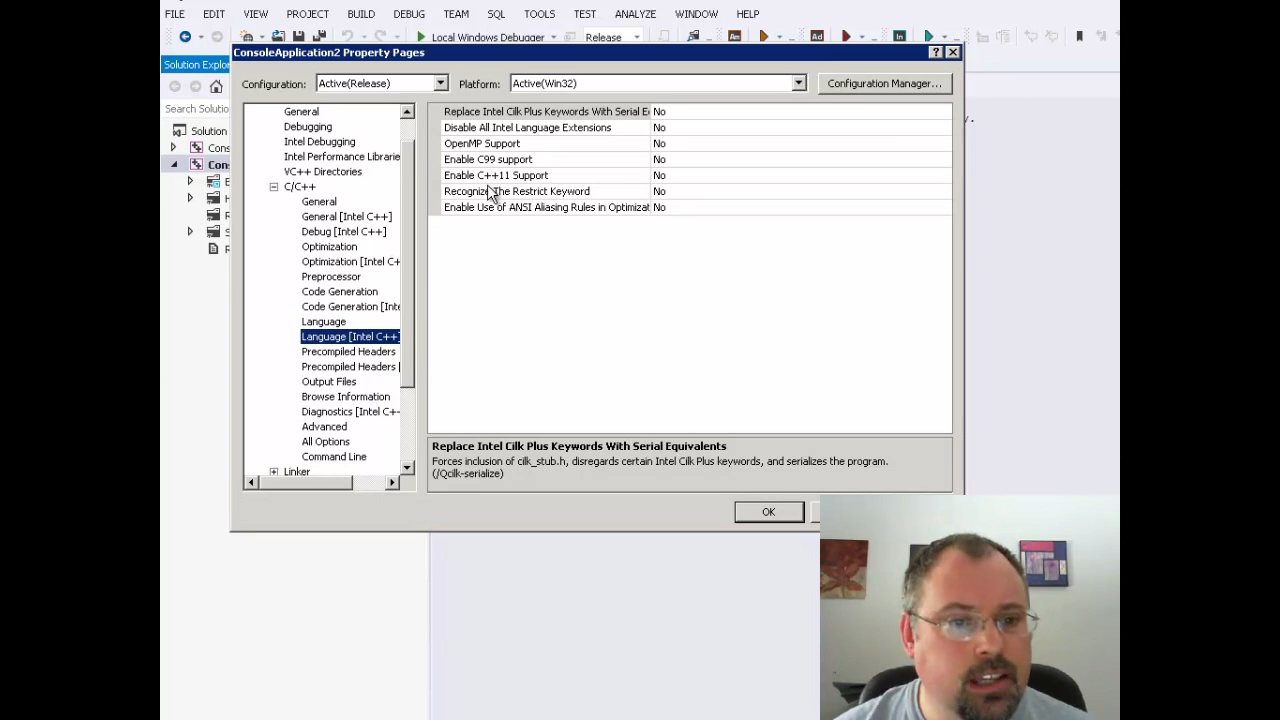 FILE EDIT VIEW PROJECT BUILD DEBUG TEAM SQL TOOLS TEST ANALYZE WINDOW HELP
Local Windows Debugger Release
ConsoleApplication2 Property Pages
Solution Explor
Configuration: Active(Release) Platform: Active(Win32) Configuration Manager...
Search Solutio
Solution
Cons
Con
General
Debugging
Intel Debugging
Intel Performance Librarie
VC++ Directories
C/C++
General
General [Intel C++]
Debug [Intel C++]
Optimization
Optimization [Intel C+
Preprocessor
Code Generation
Code Generation [Inte
Language
Language [Intel C++]
Precompiled Headers
Precompiled Headers [
Output Files
Browse Information
Diagnostics [Intel C+
Advanced
All Options
Command Line
Linker
Replace Intel Cilk Plus Keywords With Serial E No
Disable All Intel Language Extensions No
OpenMP Support No
Enable C99 support No
Enable C++11 Support No
Recognize The Restrict Keyword No
Enable Use of ANSI Aliasing Rules in Optimizat No
Replace Intel Cilk Plus Keywords With Serial Equivalents
Forces inclusion of cilk_stub.h, disregards certain Intel Cilk Plus keywords, and serializes the program.
(/Qcilk-serialize)
OK